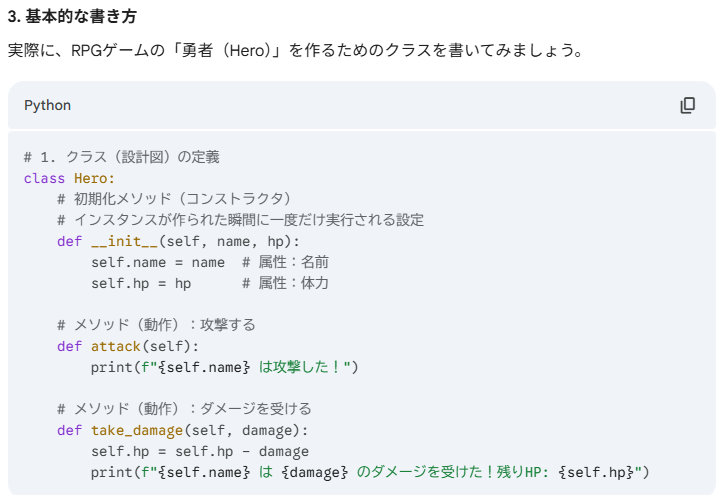 3. 基本的な書き方
実際に、RPGゲームの「勇者（Hero）」を作るためのクラスを書いてみましょう。
Python
# 1. クラス（設計図）の定義
class Hero:
    # 初期化メソッド（コンストラクタ）
    # インスタンスが作られた瞬間に一度だけ実行される設定
    def __init__(self, name, hp):
        self.name = name  # 属性：名前
        self.hp = hp      # 属性：体力

    # メソッド（動作）：攻撃する
    def attack(self):
        print(f"{self.name} は攻撃した！")

    # メソッド（動作）：ダメージを受ける
    def take_damage(self, damage):
        self.hp = self.hp - damage
        print(f"{self.name} は {damage} のダメージを受けた！残りHP: {self.hp}")